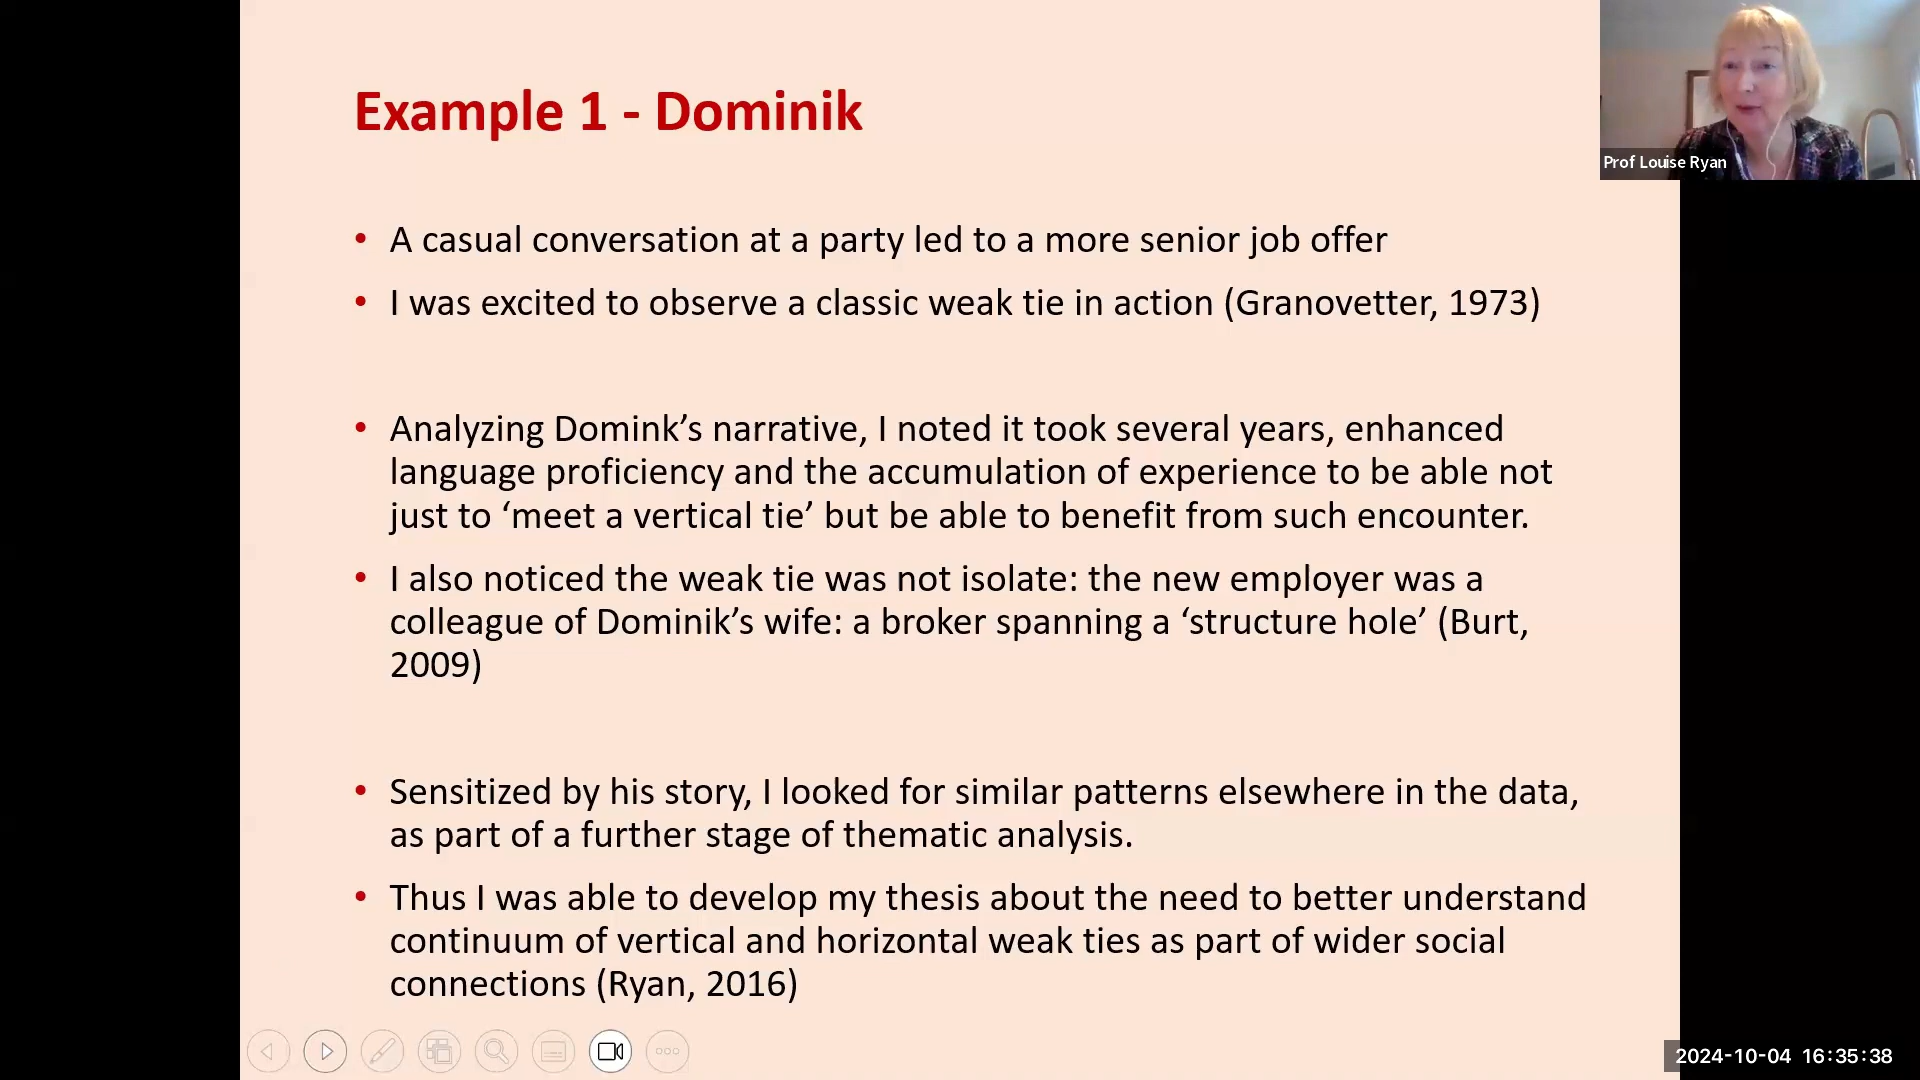 Example 1 - Dominik
Prof Louise Ryan
• A casual conversation at a party led to a more senior job offer
• I was excited to observe a classic weak tie in action (Granovetter, 1973)
• Analyzing Domink’s narrative, I noted it took several years, enhanced
language proficiency and the accumulation of experience to be able not
just to ‘meet a vertical tie’ but be able to benefit from such encounter.
• I also noticed the weak tie was not isolate: the new employer was a
colleague of Dominik’s wife: a broker spanning a ‘structure hole’ (Burt,
2009)
• Sensitized by his story, I looked for similar patterns elsewhere in the data,
as part of a further stage of thematic analysis.
• Thus I was able to develop my thesis about the need to better understand
continuum of vertical and horizontal weak ties as part of wider social
connections (Ryan, 2016)
2024-10-04 16:35:38